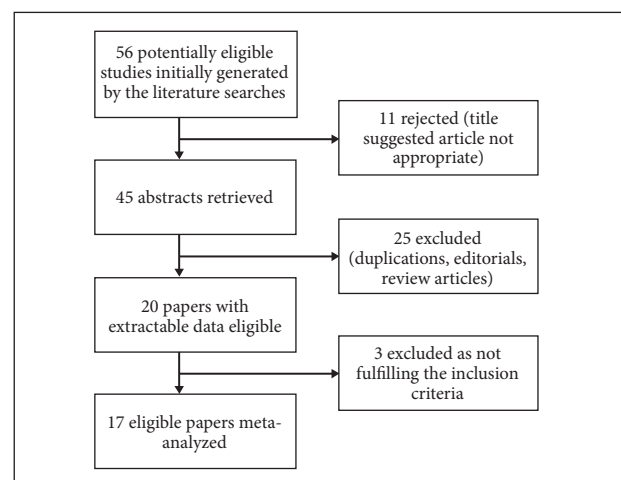 56 potentially eligible
studies initially generated
by the literature searches
11 rejected (title
suggested article not
appropriate)
45 abstracts retrieved
25 excluded
(duplications, editorials,
review articles)
20 papers with
extractable data eligible
3 excluded as not
fulfilling the inclusion
criteria
17 eligible papers meta-
analyzed